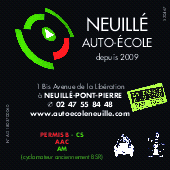 NEUILLÉ
AUTO-ÉCOLE
depuis 2009
1 Bis Avenue de la Libération
à NEUILLÉ-PONT-PIERRE
✆ 02 47 55 84 48
www.autoecoleneuille.com
PERMIS B - CS
AAC
AM
(cyclomoteur anciennement BSR)